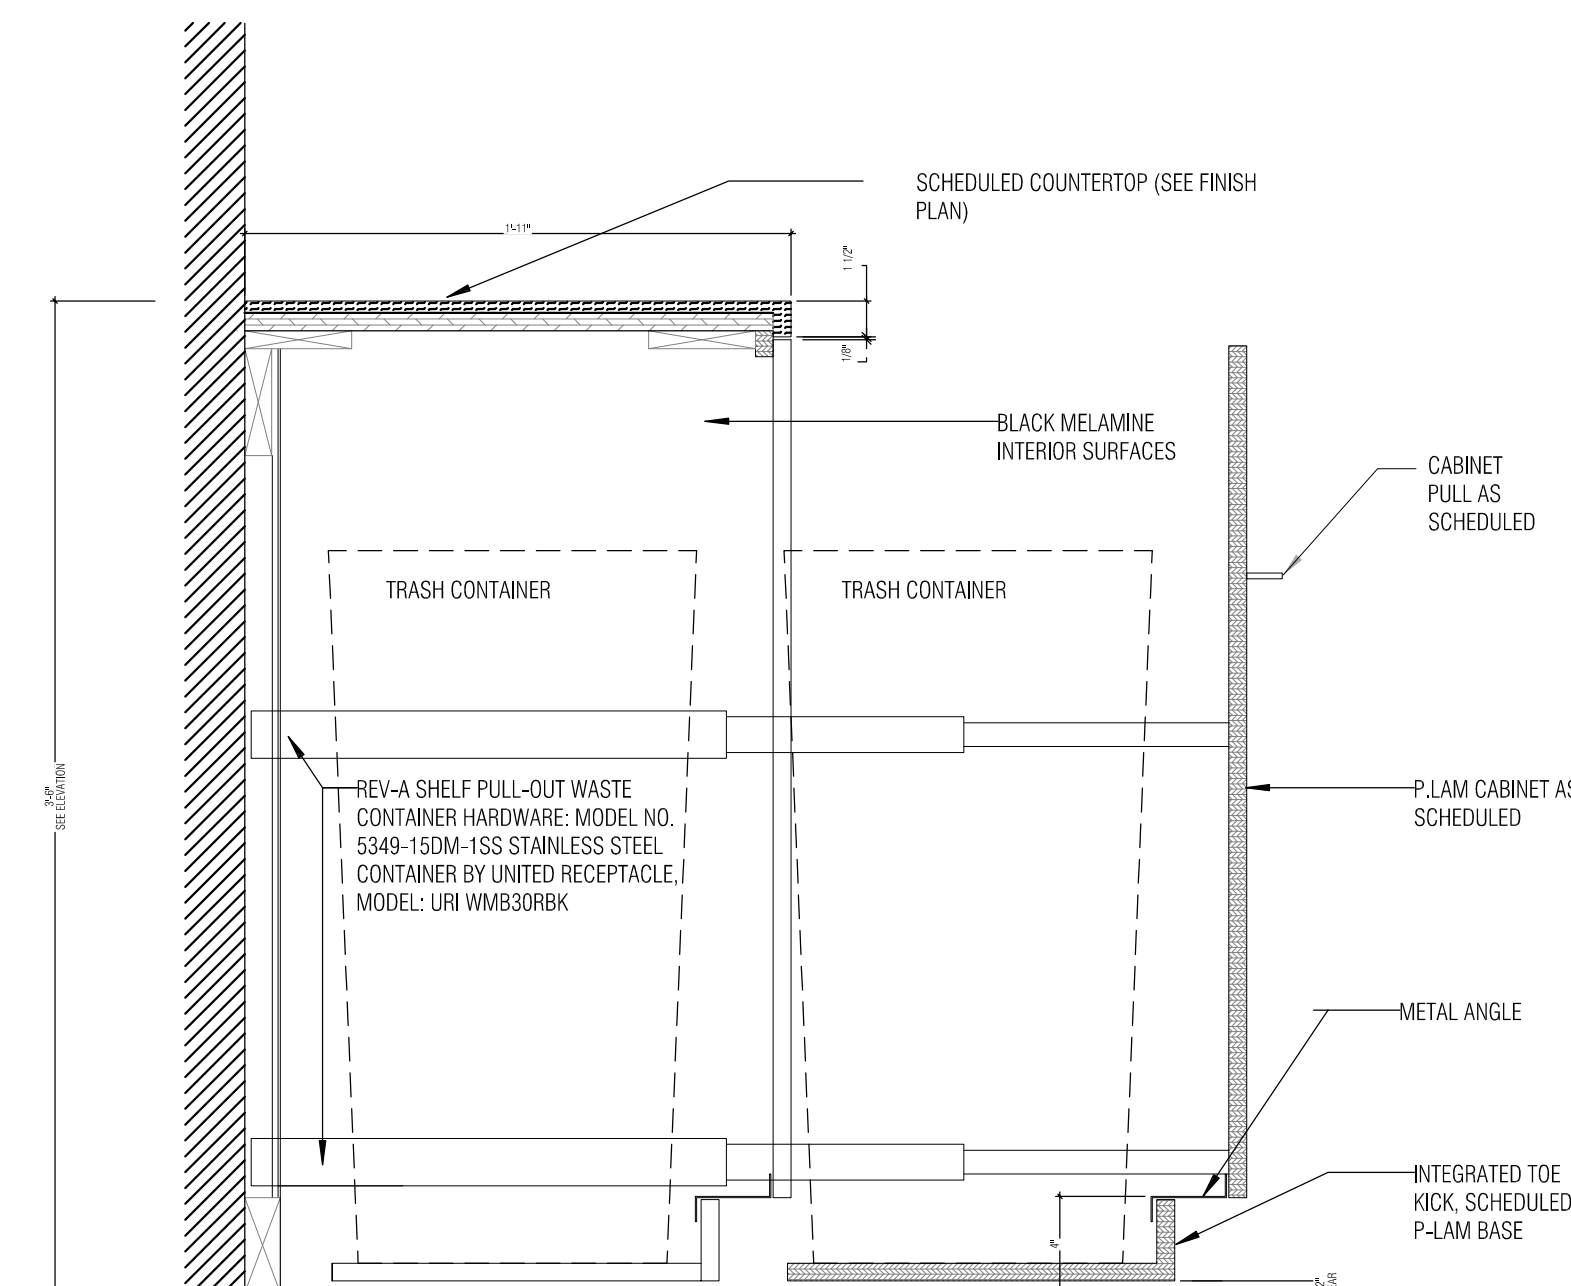 SCHEDULED COUNTERTOP (SEE FINISH
PLAN)
1'-11"
1 1/2"
1/8"
BLACK MELAMINE
INTERIOR SURFACES
CABINET
PULL AS
SCHEDULED
TRASH CONTAINER
TRASH CONTAINER
3'-6"
SEE ELEVATION
REV-A SHELF PULL-OUT WASTE
CONTAINER HARDWARE: MODEL NO.
5349-15DM-1SS STAINLESS STEEL
CONTAINER BY UNITED RECEPTACLE,
MODEL: URI WMB30RBK
P.LAM CABINET AS
SCHEDULED
METAL ANGLE
INTEGRATED TOE
KICK, SCHEDULED
P-LAM BASE
4"